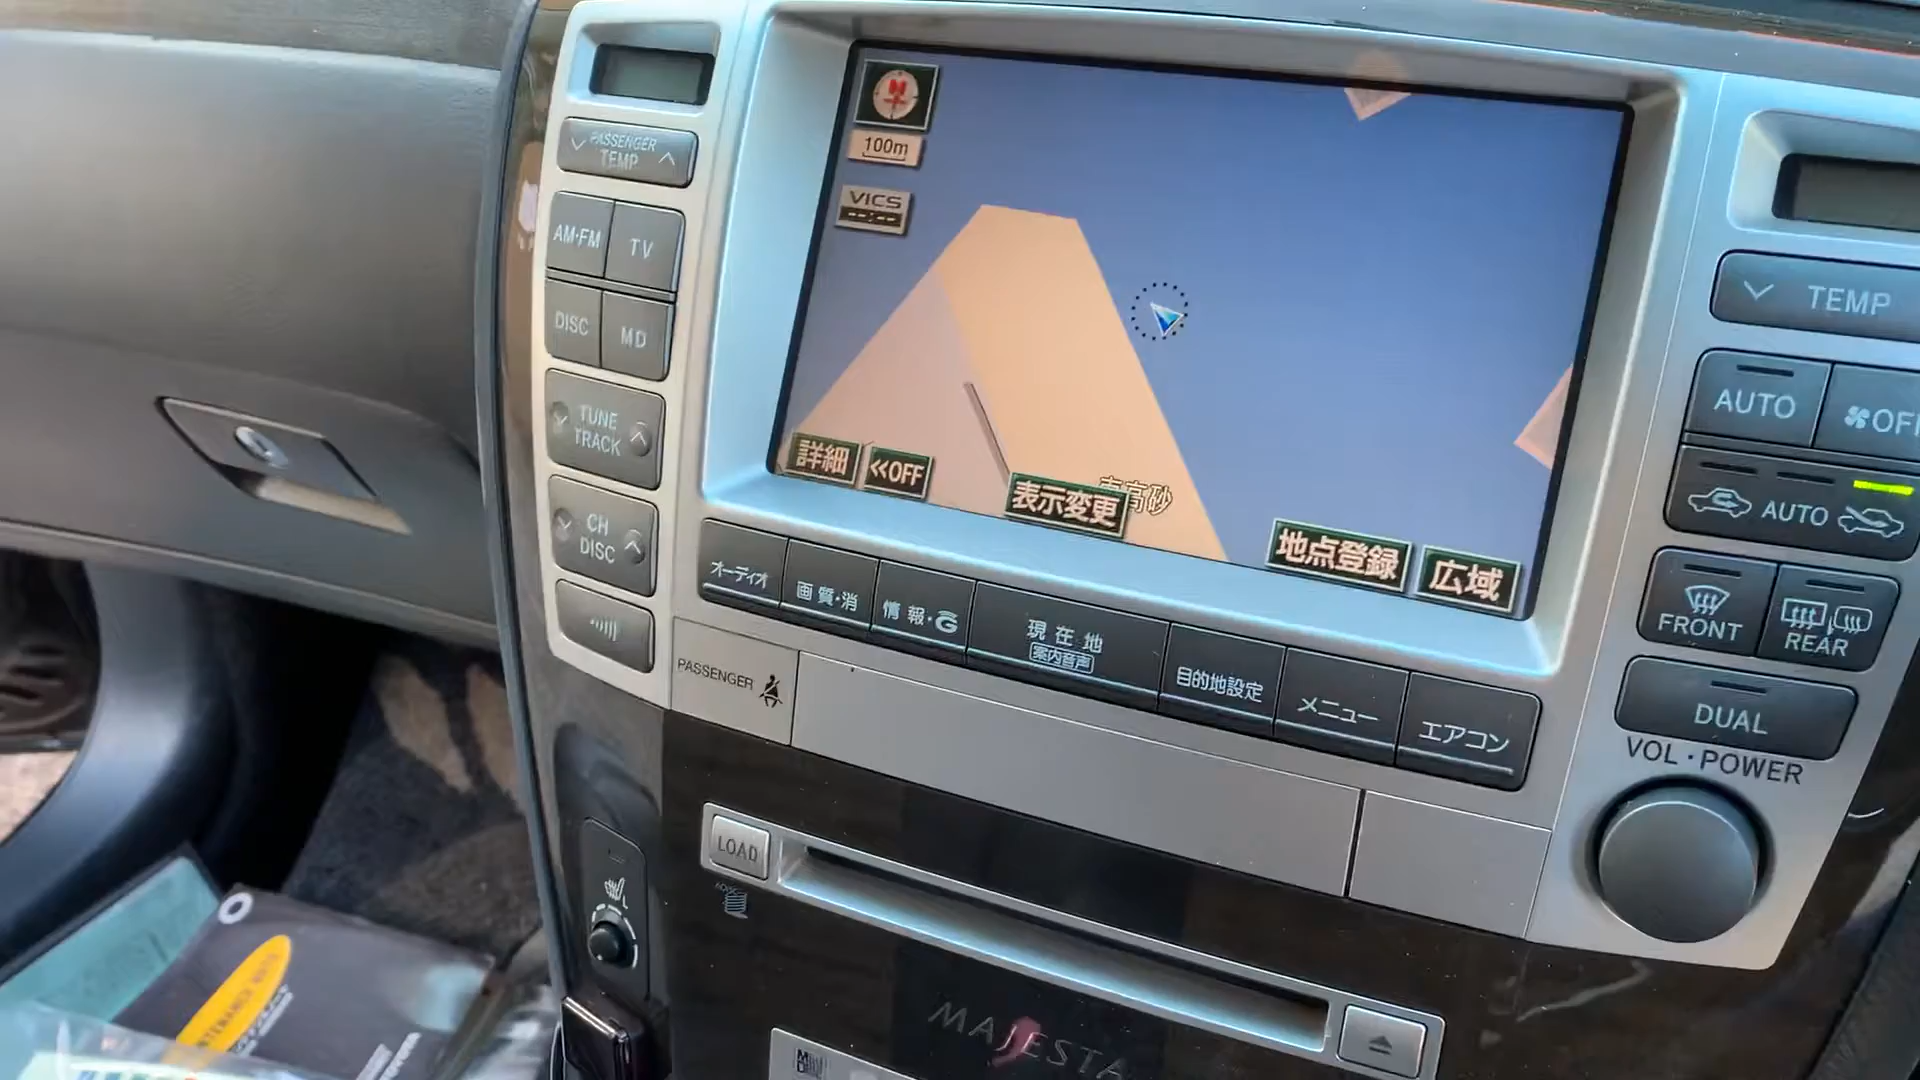 PASSENGER
TEMP
AM·FM
TV
DISC
MD
TUNE
TRACK
CH
DISC
100m
VICS
--:--
詳細
≪OFF
表示変更
高砂
地点登録
広域
オーディオ
画質・消
情報・G
現在地
案内音声
目的地設定
メニュー
エアコン
PASSENGER
TEMP
AUTO
OFF
AUTO
FRONT
REAR
DUAL
VOL・POWER
LOAD
L
MAJESTA